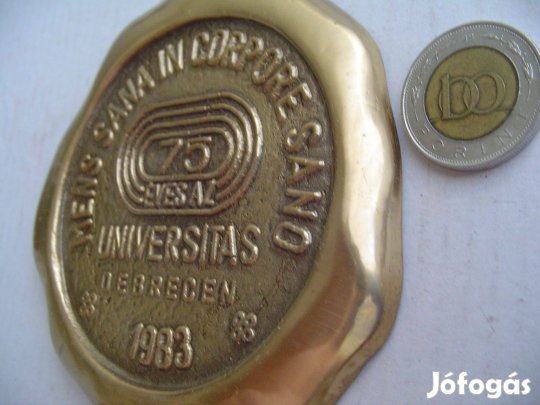 MENS SANA IN CORPORE SANO
75
ÉVES AZ
UNIVERSITAS
DEBRECEN
1983
100
FORINT
Jófogás